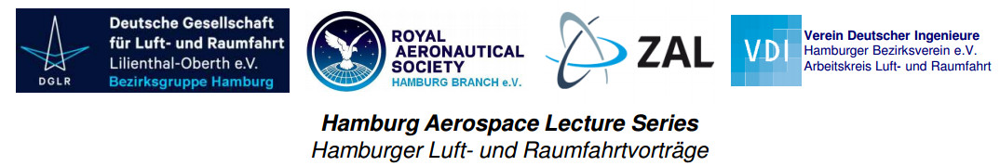 Deutsche Gesellschaft
für Luft- und Raumfahrt
Lilienthal-Oberth e.V.
Bezirksgruppe Hamburg
DGLR
ROYAL
AERONAUTICAL
SOCIETY
HAMBURG BRANCH e.V.
ZAL
VDI
Verein Deutscher Ingenieure
Hamburger Bezirksverein e.V.
Arbeitskreis Luft- und Raumfahrt
Hamburg Aerospace Lecture Series
Hamburger Luft- und Raumfahrtvorträge